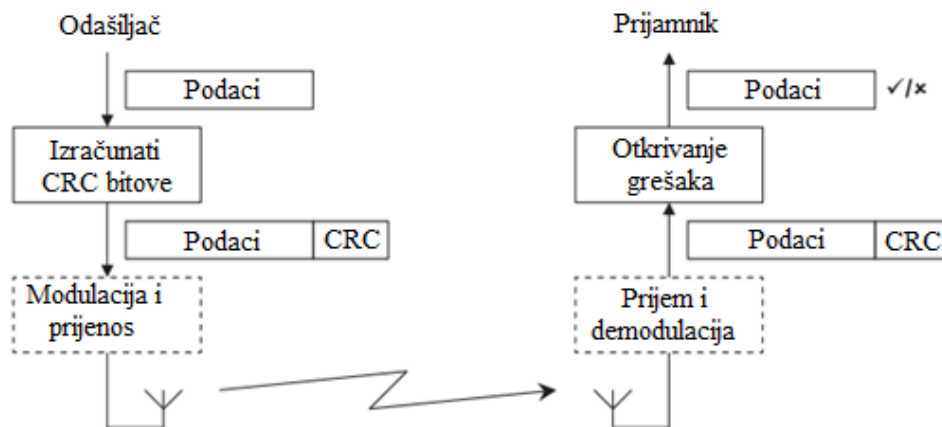 Odašiljač
Podaci
Izračunati
CRC bitove
Podaci CRC
Modulacija i
prijenos
Prijamnik
Podaci ✓/×
Otkrivanje
grešaka
Podaci CRC
Prijem i
demodulacija